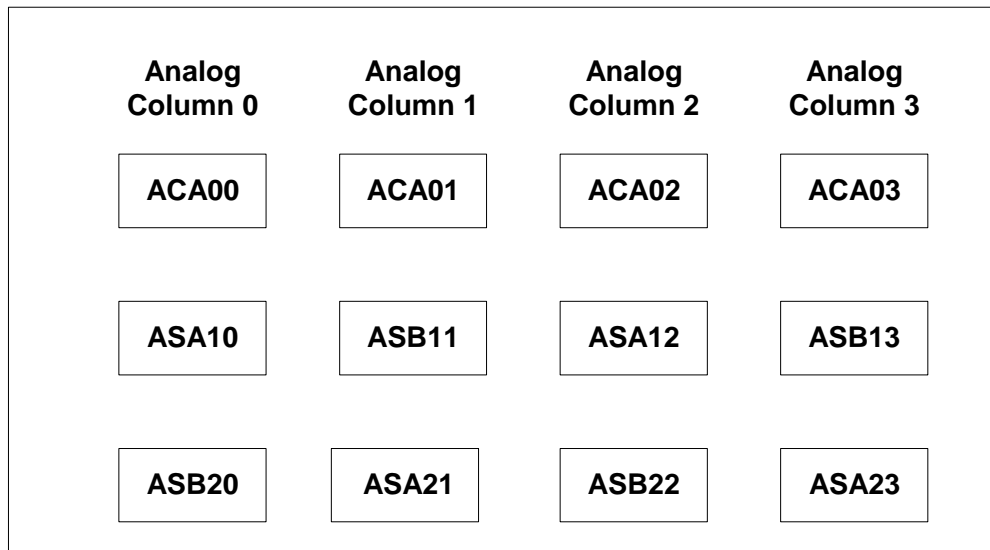 Analog Column 0
Analog Column 1
Analog Column 2
Analog Column 3
ACA00
ACA01
ACA02
ACA03
ASA10
ASB11
ASA12
ASB13
ASB20
ASA21
ASB22
ASA23